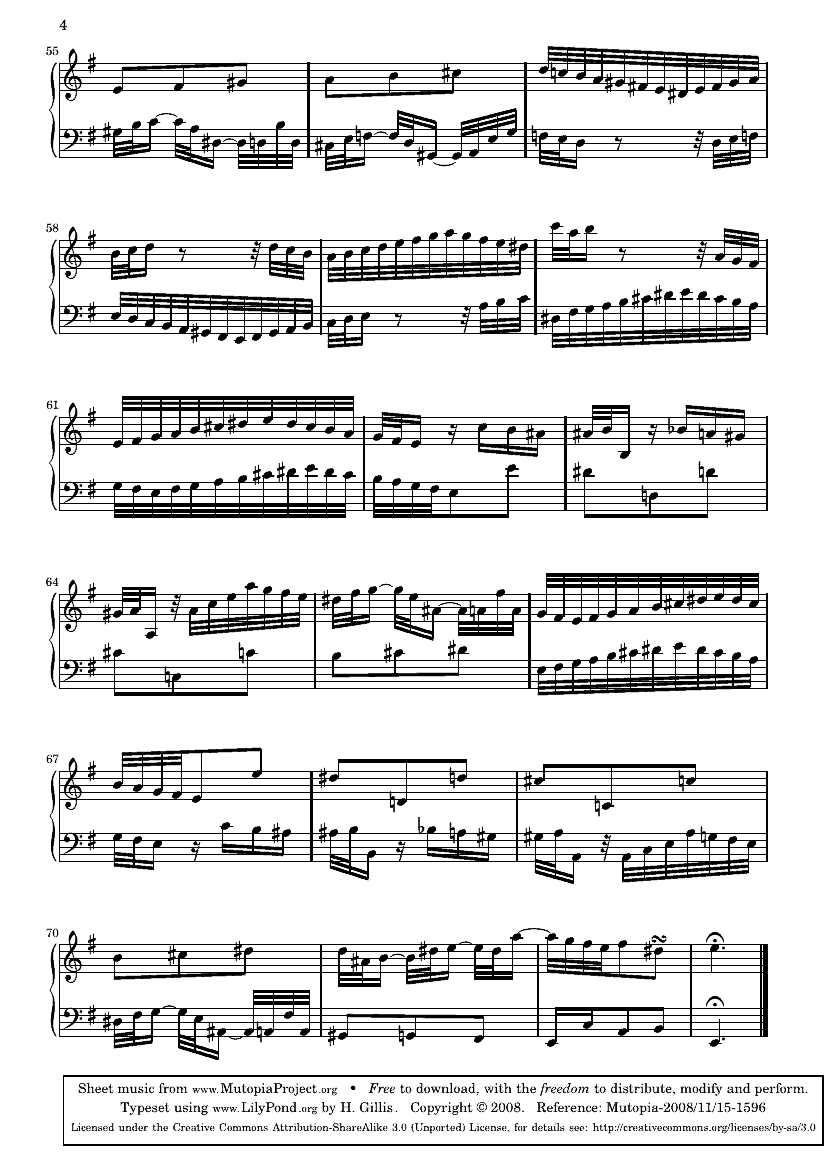 4
55
58
61
64
67
70
Sheet music from www.MutopiaProject.org • Free to download, with the freedom to distribute, modify and perform.
Typeset using www.LilyPond.org by H. Gillis. Copyright © 2008. Reference: Mutopia-2008/11/15-1596
Licensed under the Creative Commons Attribution-ShareAlike 3.0 (Unported) License, for details see: http://creativecommons.org/licenses/by-sa/3.0